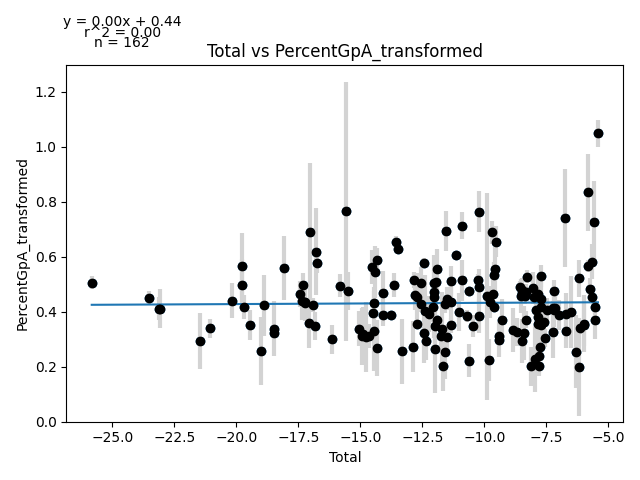 y = 0.00x + 0.44
r^2 = 0.00
n = 162
Total vs PercentGpA_transformed
PercentGpA_transformed
1.2
1.0
0.8
0.6
0.4
0.2
0.0
−25.0 −22.5 −20.0 −17.5 −15.0 −12.5 −10.0 −7.5 −5.0
Total